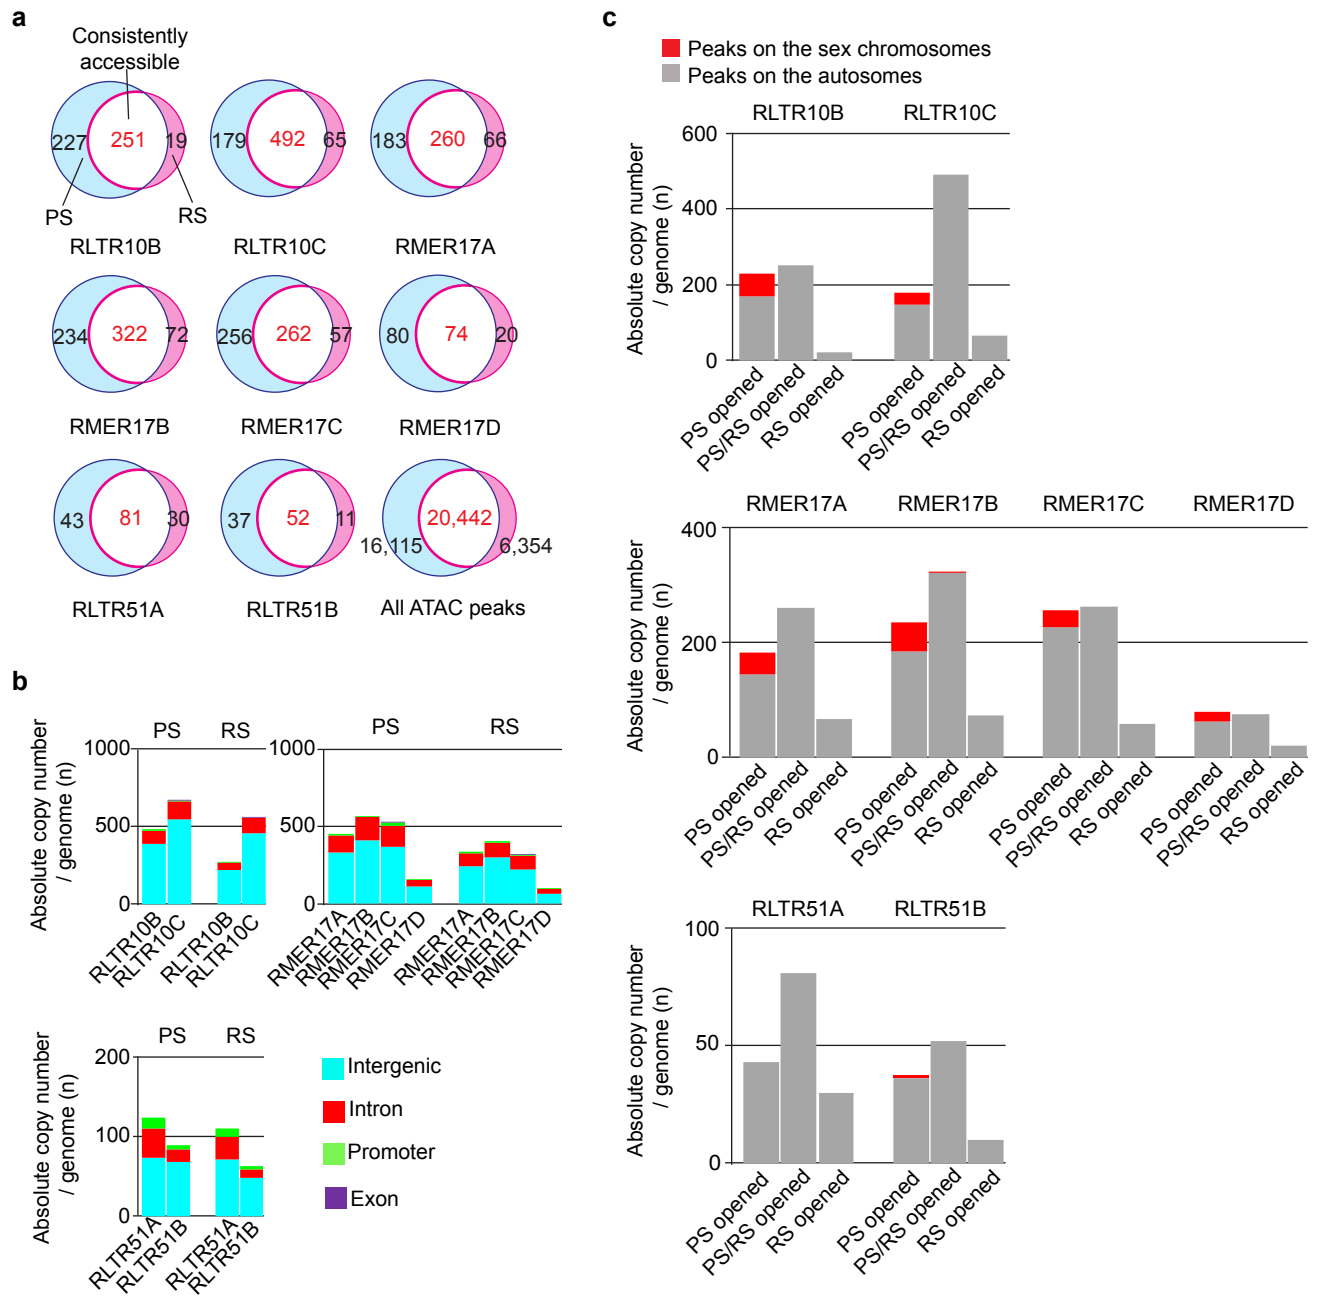 a
Consistently
accessible
227
251
19
PS
RS
RLTR10B
179
492
65
RLTR10C
183
260
66
RMER17A
234
322
72
RMER17B
256
262
57
RMER17C
80
74
20
RMER17D
43
81
30
RLTR51A
37
52
11
RLTR51B
16,115
20,442
6,354
All ATAC peaks
b
Absolute copy number
/ genome (n)
PS
RS
1000
500
0
RLTR10B
RLTR10C
RLTR10B
RLTR10C
PS
RS
1000
500
0
RMER17A
RMER17B
RMER17C
RMER17D
RMER17A
RMER17B
RMER17C
RMER17D
Absolute copy number
/ genome (n)
PS
RS
200
100
0
RLTR51A
RLTR51B
RLTR51A
RLTR51B
Intergenic
Intron
Promoter
Exon
c
Peaks on the sex chromosomes
Peaks on the autosomes
RLTR10B
RLTR10C
Absolute copy number
/ genome (n)
600
400
200
0
PS opened
PS/RS opened
RS opened
PS opened
PS/RS opened
RS opened
RMER17A
RMER17B
RMER17C
RMER17D
Absolute copy number
/ genome (n)
400
200
0
PS opened
PS/RS opened
RS opened
PS opened
PS/RS opened
RS opened
PS opened
PS/RS opened
RS opened
PS opened
PS/RS opened
RS opened
RLTR51A
RLTR51B
Absolute copy number
/ genome (n)
100
50
0
PS opened
PS/RS opened
RS opened
PS opened
PS/RS opened
RS opened